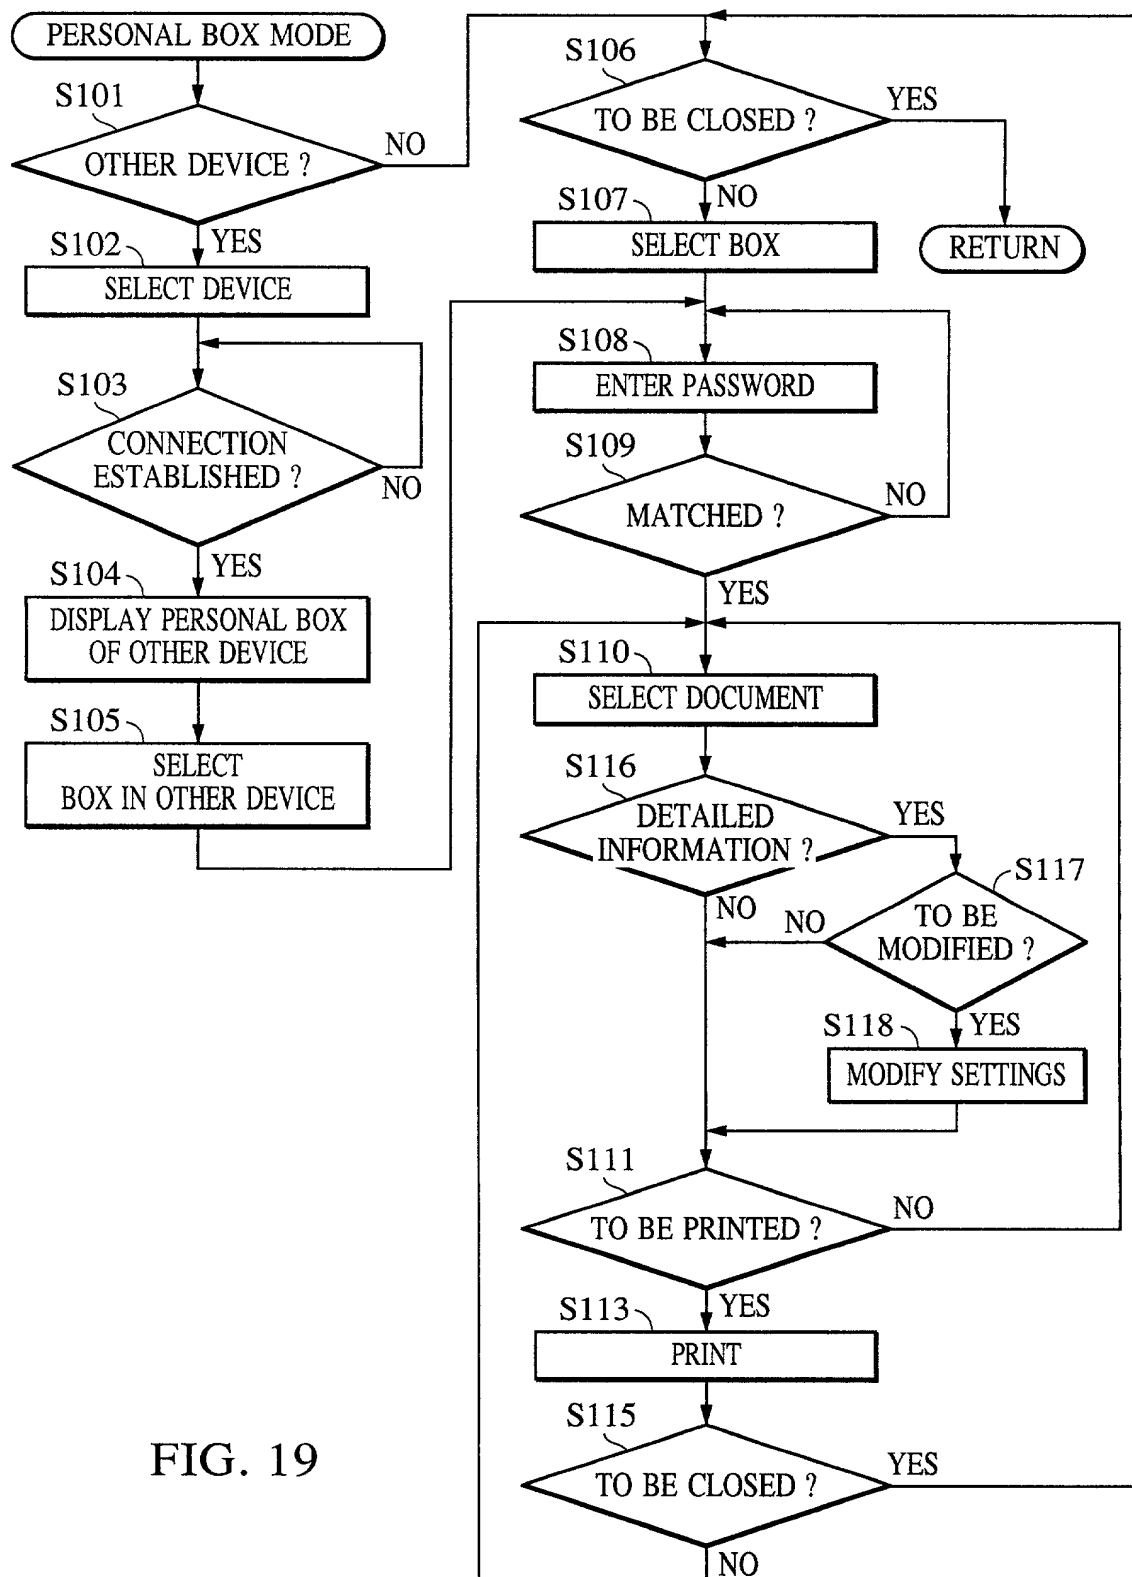 PERSONAL BOX MODE
S101
OTHER DEVICE ?
NO
YES
S102
SELECT DEVICE
S103
CONNECTION
ESTABLISHED ?
NO
YES
S104
DISPLAY PERSONAL BOX
OF OTHER DEVICE
S105
SELECT
BOX IN OTHER DEVICE
S106
TO BE CLOSED ?
YES
RETURN
NO
S107
SELECT BOX
S108
ENTER PASSWORD
S109
MATCHED ?
NO
YES
S110
SELECT DOCUMENT
S116
DETAILED
INFORMATION ?
YES
NO
S117
TO BE
MODIFIED ?
NO
YES
S118
MODIFY SETTINGS
S111
TO BE PRINTED ?
NO
YES
S113
PRINT
S115
TO BE CLOSED ?
YES
NO
FIG. 19